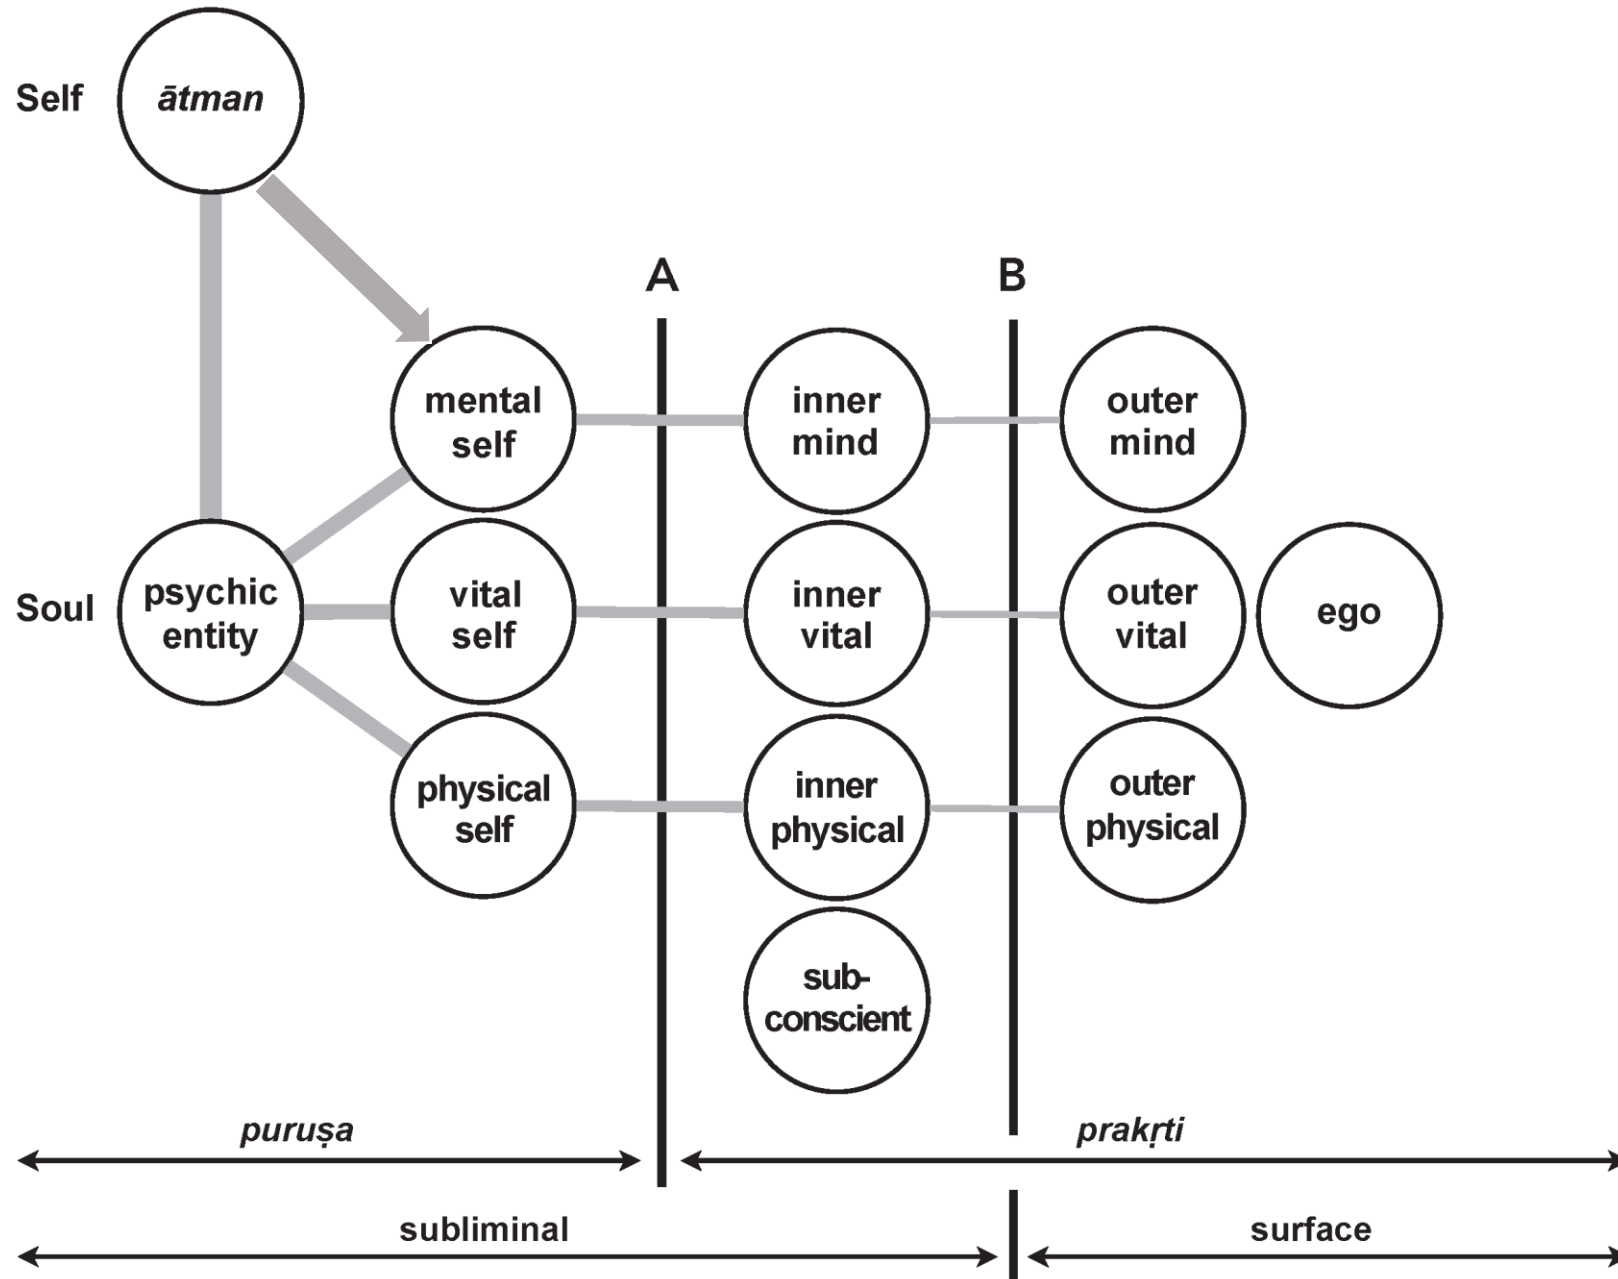 Self
ātman
A
B
mental
self
inner
mind
outer
mind
Soul
psychic
entity
vital
self
inner
vital
outer
vital
ego
physical
self
inner
physical
outer
physical
sub-
conscient
puruṣa
prakṛti
subliminal
surface